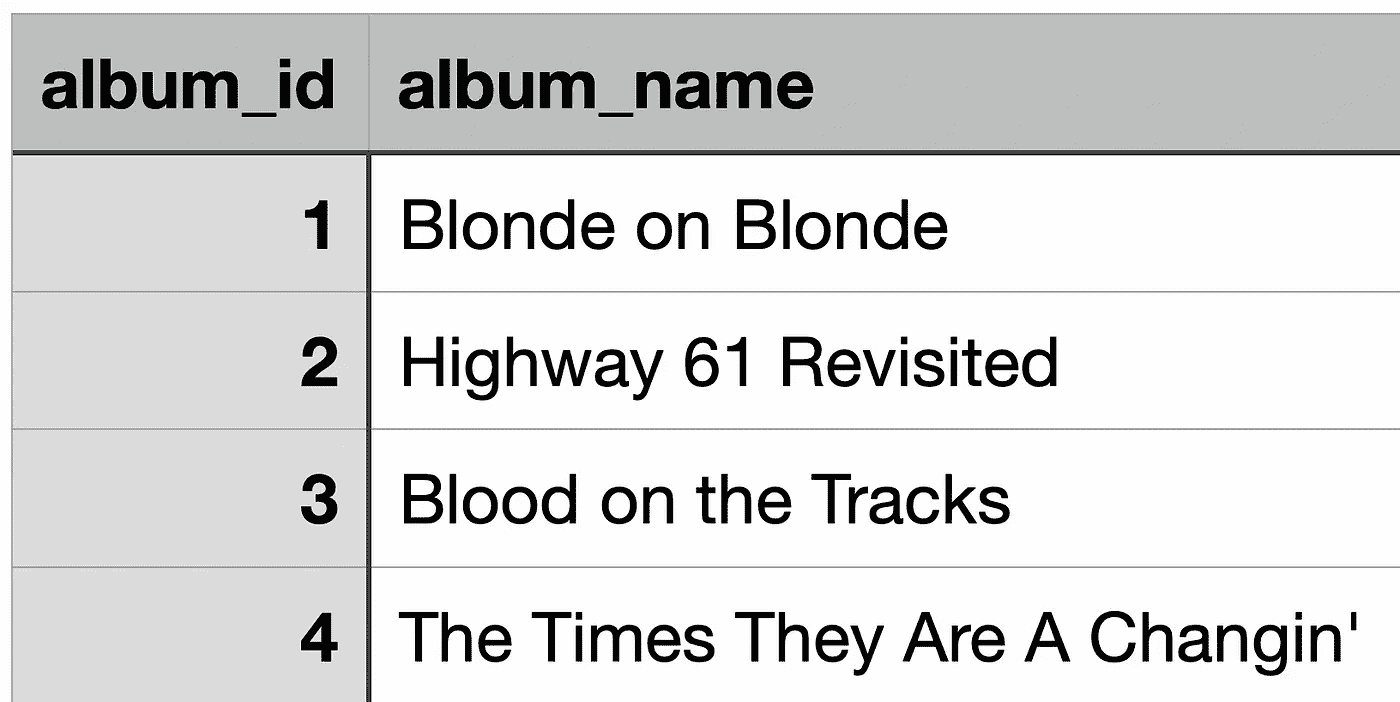 album_id album_name
1 Blonde on Blonde
2 Highway 61 Revisited
3 Blood on the Tracks
4 The Times They Are A Changin'